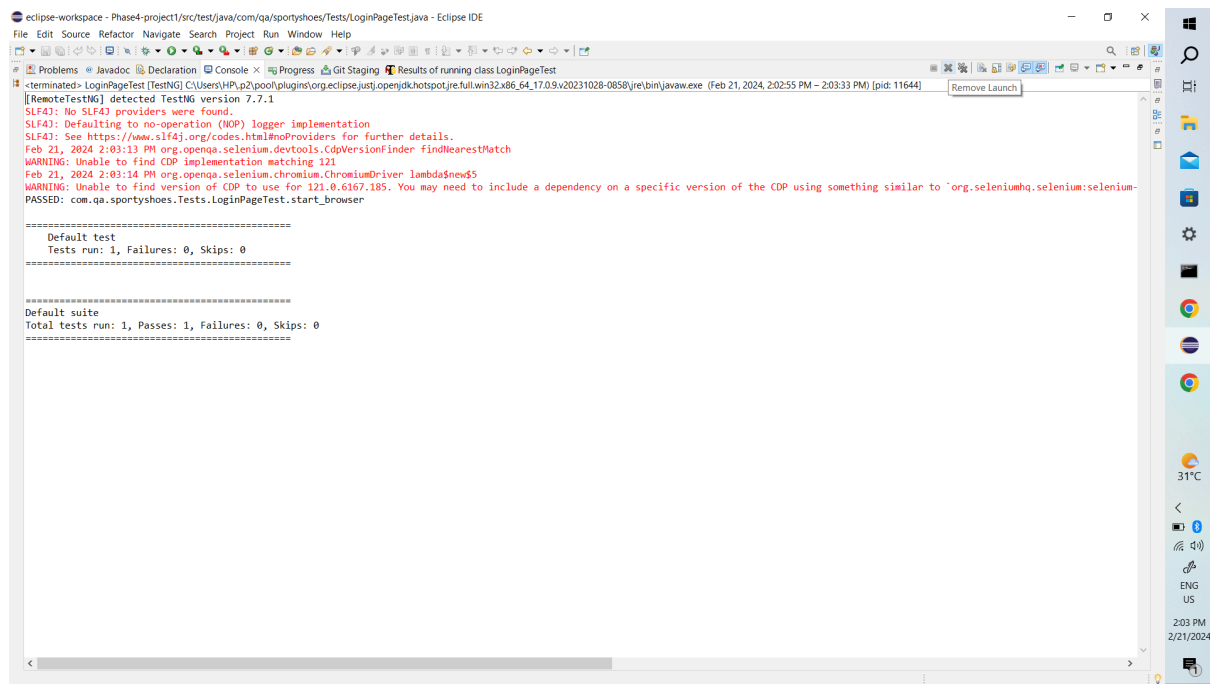 eclipse-workspace - Phase4-project1/src/test/java/com/qa/sportyshoes/Tests/LoginPageTest.java - Eclipse IDE
File Edit Source Refactor Navigate Search Project Run Window Help
Problems Javadoc Declaration Console Progress Git Staging Results of running class LoginPageTest
<terminated> LoginPageTest [TestNG] C:\Users\HP\.p2\pool\plugins\org.eclipse.justj.openjdk.hotspot.jre.full.win32.x86_64_17.0.9.v20231028-0858\jre\bin\javaw.exe (Feb 21, 2024, 2:02:55 PM – 2:03:33 PM) [pid: 11644]
Remove Launch
[RemoteTestNG] detected TestNG version 7.7.1
SLF4J: No SLF4J providers were found.
SLF4J: Defaulting to no-operation (NOP) logger implementation
SLF4J: See https://www.slf4j.org/codes.html#noProviders for further details.
Feb 21, 2024 2:03:13 PM org.openqa.selenium.devtools.CdpVersionFinder findNearestMatch
WARNING: Unable to find CDP implementation matching 121
Feb 21, 2024 2:03:14 PM org.openqa.selenium.chromium.ChromiumDriver lambda$new$5
WARNING: Unable to find version of CDP to use for 121.0.6167.185. You may need to include a dependency on a specific version of the CDP using something similar to `org.seleniumhq.selenium:selenium-
PASSED: com.qa.sportyshoes.Tests.LoginPageTest.start_browser
===============================================
Default test
Tests run: 1, Failures: 0, Skips: 0
===============================================
===============================================
Default suite
Total tests run: 1, Passes: 1, Failures: 0, Skips: 0
===============================================
31°C
ENG
US
2:03 PM
2/21/2024
1